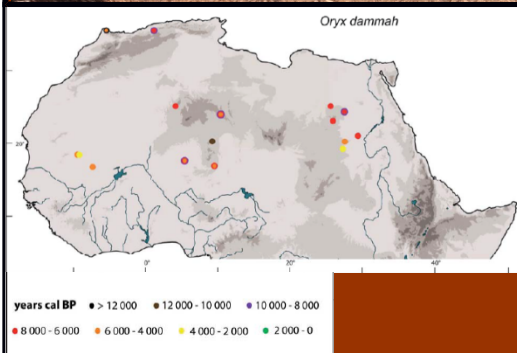 Oryx dammah
20°
0° 20° 40°
years cal BP > 12 000 12 000 - 10 000 10 000 - 8 000
8 000 - 6 000 6 000 - 4 000 4 000 - 2 000 2 000 - 0